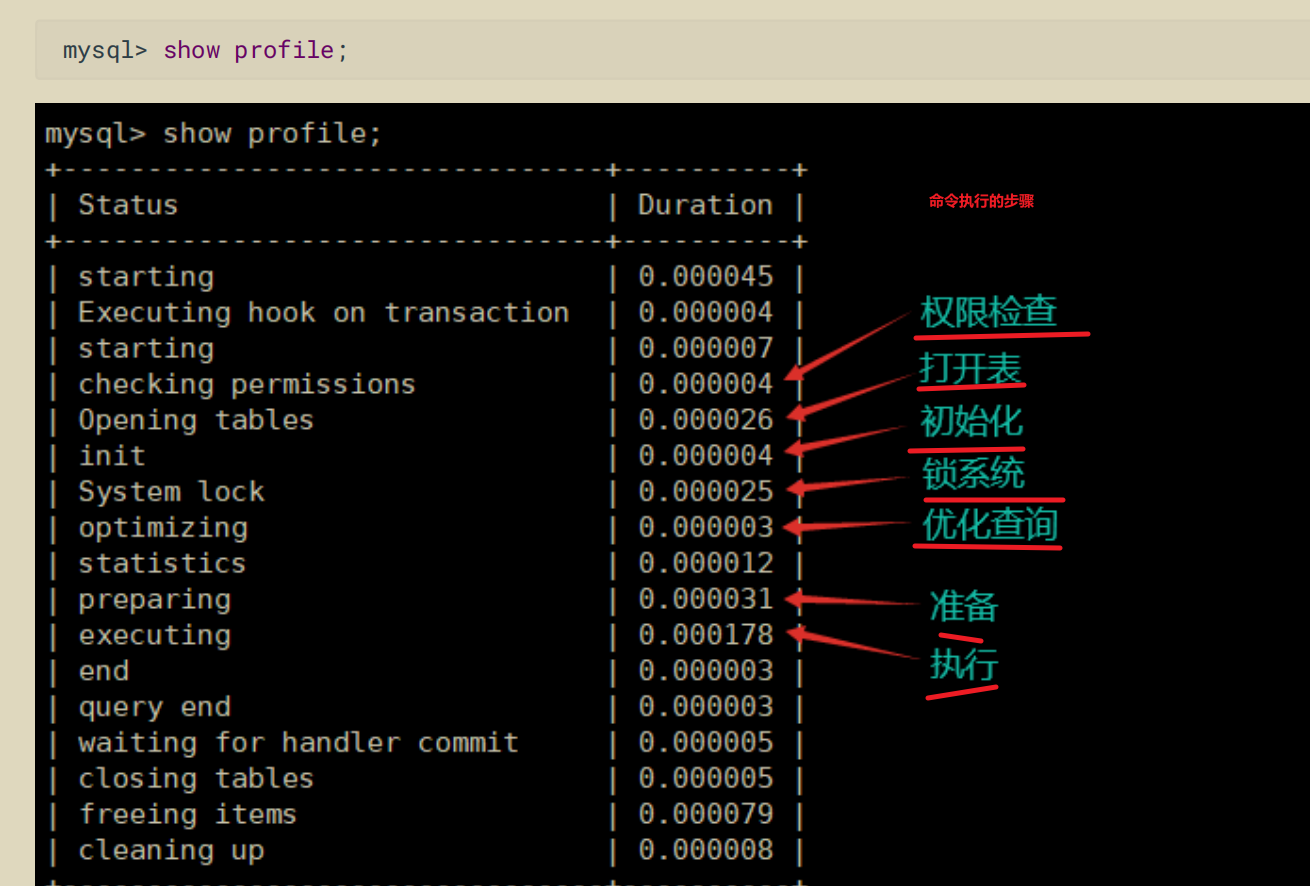 mysql> show profile;
mysql> show profile;
+--------------------------------+----------+
| Status                         | Duration | 命令执行的步骤
+--------------------------------+----------+
| starting                       | 0.000045 |
| Executing hook on transaction  | 0.000004 | 权限检查
| starting                       | 0.000007 |
| checking permissions           | 0.000004 | 打开表
| Opening tables                 | 0.000026 | 初始化
| init                           | 0.000004 | 锁系统
| System lock                    | 0.000025 |
| optimizing                     | 0.000003 | 优化查询
| statistics                     | 0.000012 |
| preparing                      | 0.000031 | 准备
| executing                      | 0.000178 | 执行
| end                            | 0.000003 |
| query end                      | 0.000003 |
| waiting for handler commit     | 0.000005 |
| closing tables                 | 0.000005 |
| freeing items                  | 0.000079 |
| cleaning up                    | 0.000008 |
+--------------------------------+----------+